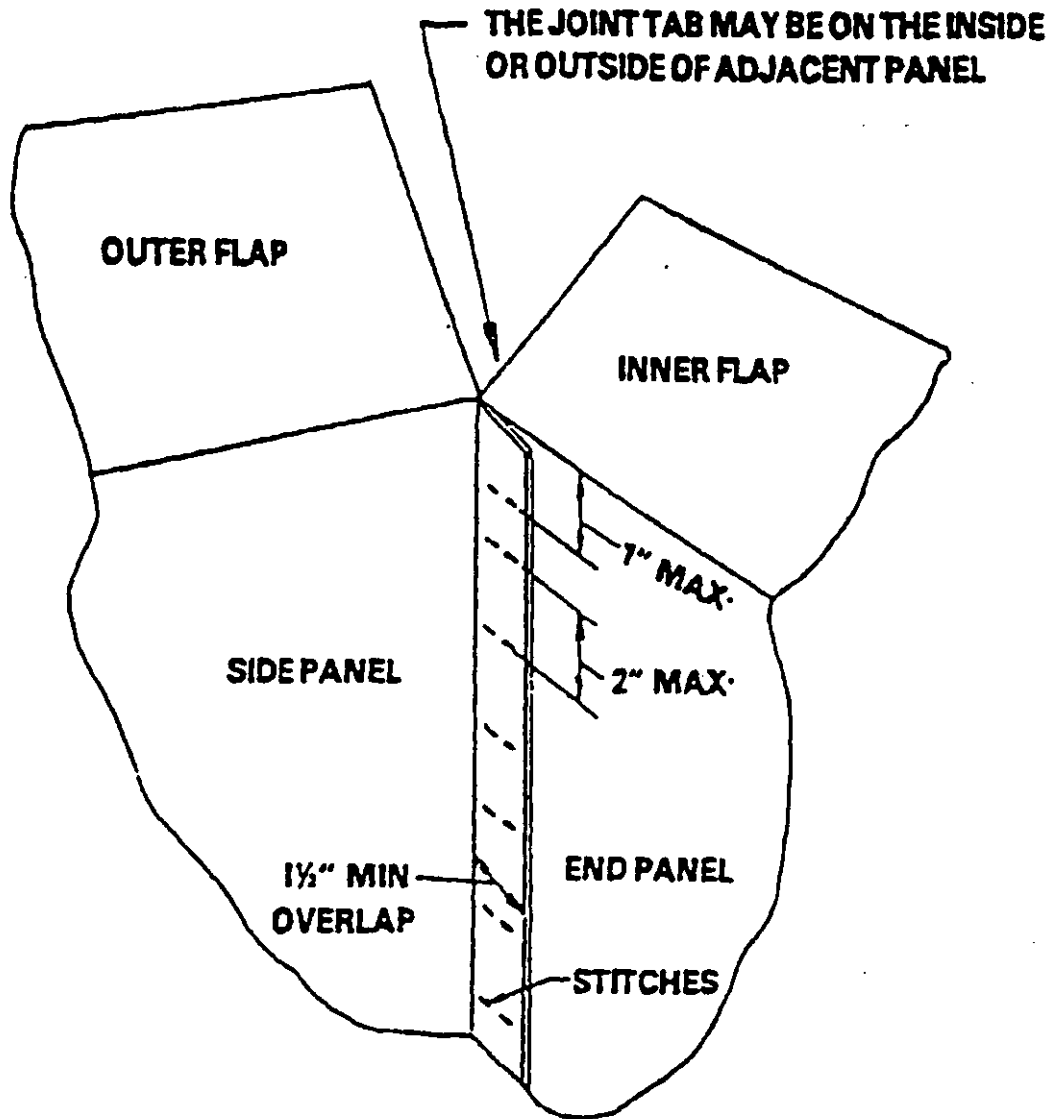 THE JOINT TAB MAY BE ON THE INSIDE
OR OUTSIDE OF ADJACENT PANEL
OUTER FLAP
INNER FLAP
1" MAX.
SIDE PANEL
2" MAX.
1½" MIN
OVERLAP
END PANEL
STITCHES